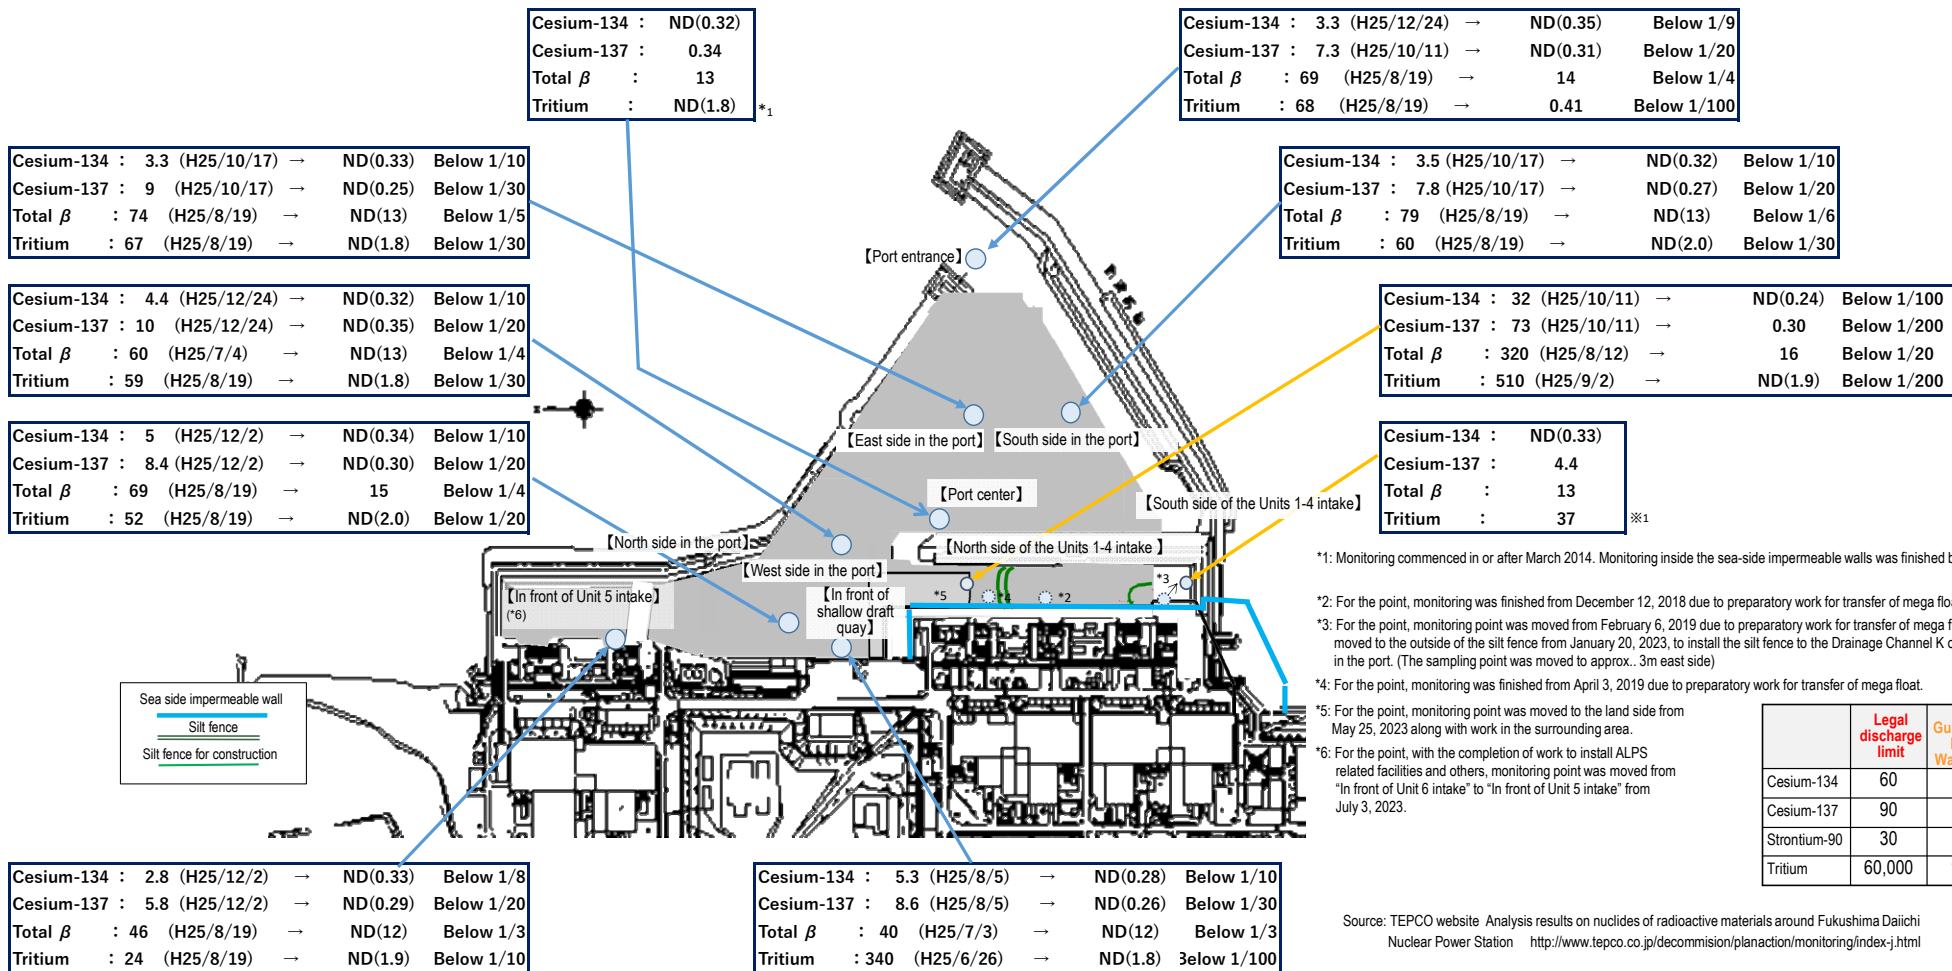 Cesium-134 : ND(0.32)
Cesium-137 : 0.34
Total β : 13
Tritium : ND(1.8) *1
Cesium-134 : 3.3 (H25/12/24) → ND(0.35) Below 1/9
Cesium-137 : 7.3 (H25/10/11) → ND(0.31) Below 1/20
Total β : 69 (H25/8/19) → 14 Below 1/4
Tritium : 68 (H25/8/19) → 0.41 Below 1/100
Cesium-134 : 3.3 (H25/10/17) → ND(0.33) Below 1/10
Cesium-137 : 9 (H25/10/17) → ND(0.25) Below 1/30
Total β : 74 (H25/8/19) → ND(13) Below 1/5
Tritium : 67 (H25/8/19) → ND(1.8) Below 1/30
Cesium-134 : 3.5 (H25/10/17) → ND(0.32) Below 1/10
Cesium-137 : 7.8 (H25/10/17) → ND(0.27) Below 1/20
Total β : 79 (H25/8/19) → ND(13) Below 1/6
Tritium : 60 (H25/8/19) → ND(2.0) Below 1/30
Cesium-134 : 4.4 (H25/12/24) → ND(0.32) Below 1/10
Cesium-137 : 10 (H25/12/24) → ND(0.35) Below 1/20
Total β : 60 (H25/7/4) → ND(13) Below 1/4
Tritium : 59 (H25/8/19) → ND(1.8) Below 1/30
Cesium-134 : 32 (H25/10/11) → ND(0.24) Below 1/100
Cesium-137 : 73 (H25/10/11) → 0.30 Below 1/200
Total β : 320 (H25/8/12) → 16 Below 1/20
Tritium : 510 (H25/9/2) → ND(1.9) Below 1/200
Cesium-134 : 5 (H25/12/2) → ND(0.34) Below 1/10
Cesium-137 : 8.4 (H25/12/2) → ND(0.30) Below 1/20
Total β : 69 (H25/8/19) → 15 Below 1/4
Tritium : 52 (H25/8/19) → ND(2.0) Below 1/20
Cesium-134 : ND(0.33)
Cesium-137 : 4.4
Total β : 13
Tritium : 37 ※1
【Port entrance】
【East side in the port】
【South side in the port】
【Port center】
【South side of the Units 1-4 intake】
【North side in the port】
【North side of the Units 1-4 intake 】
【West side in the port】
【In front of Unit 5 intake】
(*6)
【In front of
shallow draft
quay】
*5
*4
*2
*3
Sea side impermeable wall
Silt fence
Silt fence for construction
*1: Monitoring commenced in or after March 2014. Monitoring inside the sea-side impermeable walls was finished
*2: For the point, monitoring was finished from December 12, 2018 due to preparatory work for transfer of mega
*3: For the point, monitoring point was moved from February 6, 2019 due to preparatory work for transfer of mega
moved to the outside of the silt fence from January 20, 2023, to install the silt fence to the Drainage Channel K
in the port. (The sampling point was moved to approx.. 3m east side)
*4: For the point, monitoring was finished from April 3, 2019 due to preparatory work for transfer of mega float.
*5: For the point, monitoring point was moved to the land side from
May 25, 2023 along with work in the surrounding area.
*6: For the point, with the completion of work to install ALPS
related facilities and others, monitoring point was moved from
“In front of Unit 6 intake” to “In front of Unit 5 intake” from
July 3, 2023.
Legal
discharge
limit
Cesium-134 60
Cesium-137 90
Strontium-90 30
Tritium 60,000
Cesium-134 : 2.8 (H25/12/2) → ND(0.33) Below 1/8
Cesium-137 : 5.8 (H25/12/2) → ND(0.29) Below 1/20
Total β : 46 (H25/8/19) → ND(12) Below 1/3
Tritium : 24 (H25/8/19) → ND(1.9) Below 1/10
Cesium-134 : 5.3 (H25/8/5) → ND(0.28) Below 1/10
Cesium-137 : 8.6 (H25/8/5) → ND(0.26) Below 1/30
Total β : 40 (H25/7/3) → ND(12) Below 1/3
Tritium : 340 (H25/6/26) → ND(1.8) Below 1/100
Source: TEPCO website Analysis results on nuclides of radioactive materials around Fukushima Daiichi
Nuclear Power Station http://www.tepco.co.jp/decommision/planaction/monitoring/index-j.html